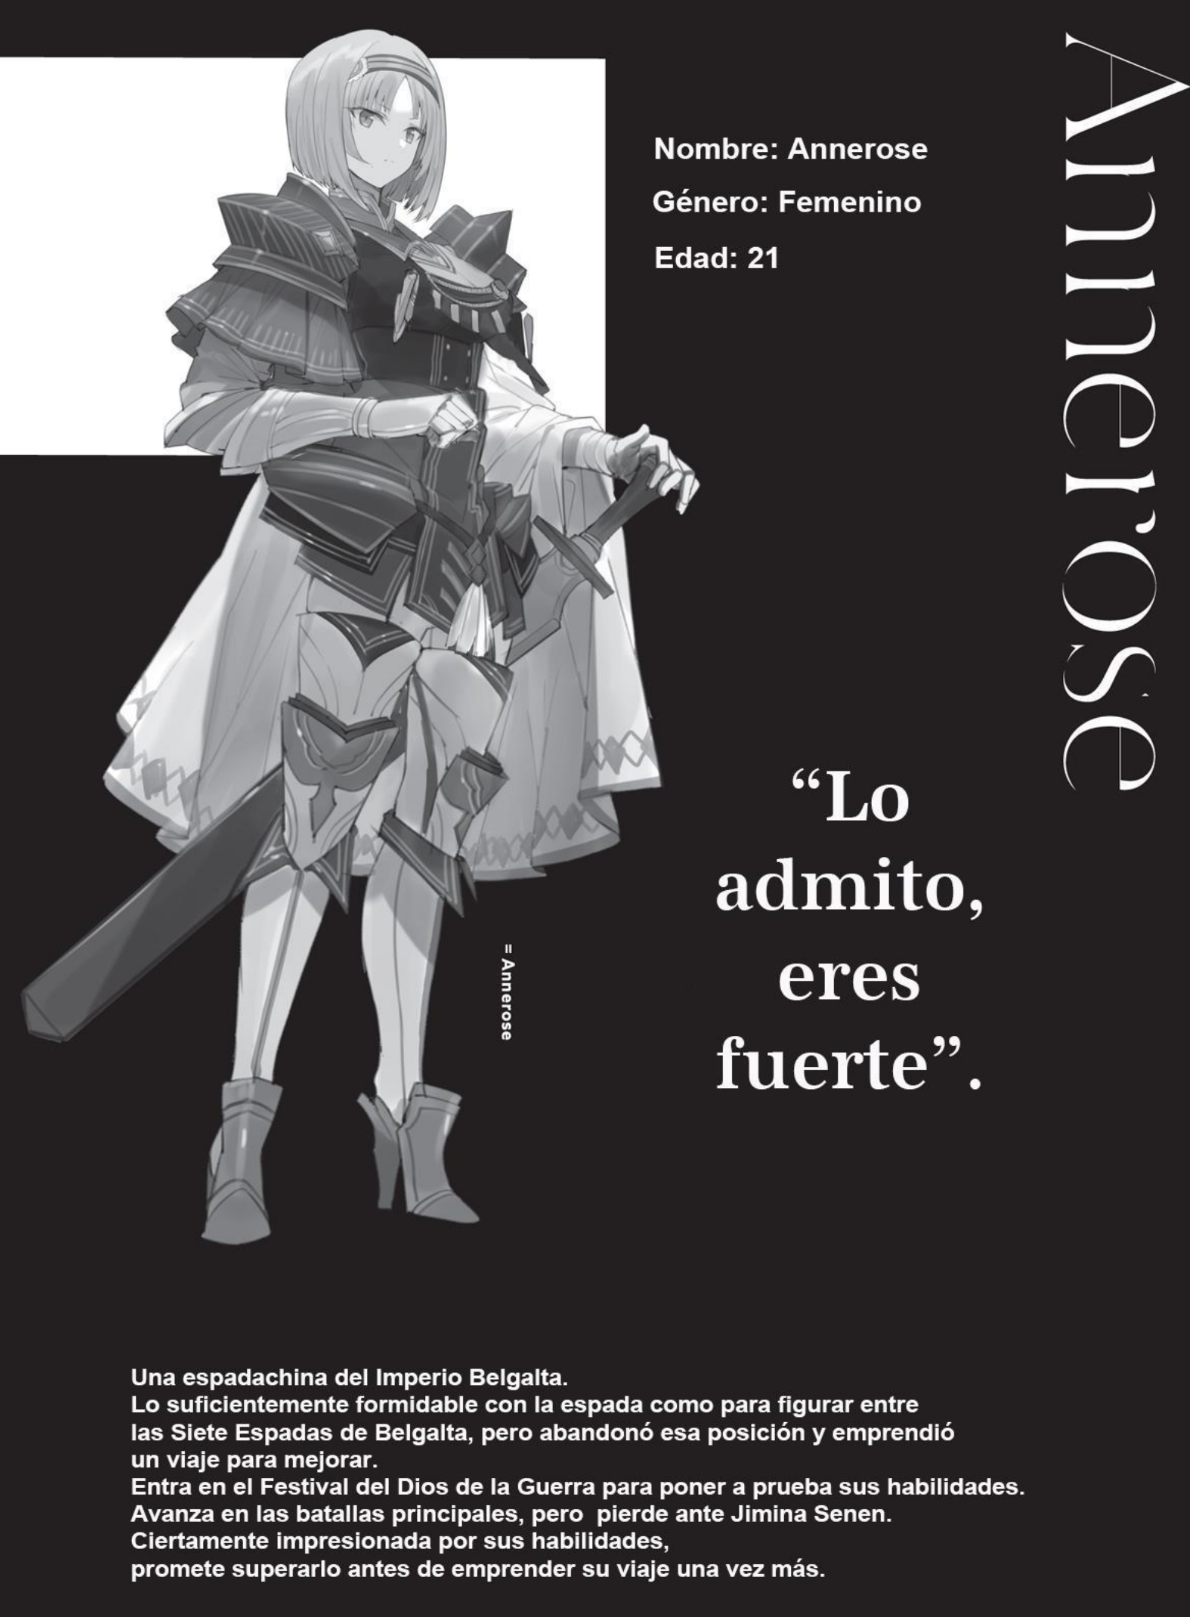 Annerose
Nombre: Annerose
Género: Femenino
Edad: 21
“Lo
admito,
eres
fuerte”.
= Annerose
Una espadachina del Imperio Belgalta.
Lo suficientemente formidable con la espada como para figurar entre
las Siete Espadas de Belgalta, pero abandonó esa posición y emprendió
un viaje para mejorar.
Entra en el Festival del Dios de la Guerra para poner a prueba sus habilidades.
Avanza en las batallas principales, pero  pierde ante Jimina Senen.
Ciertamente impresionada por sus habilidades,
promete superarlo antes de emprender su viaje una vez más.